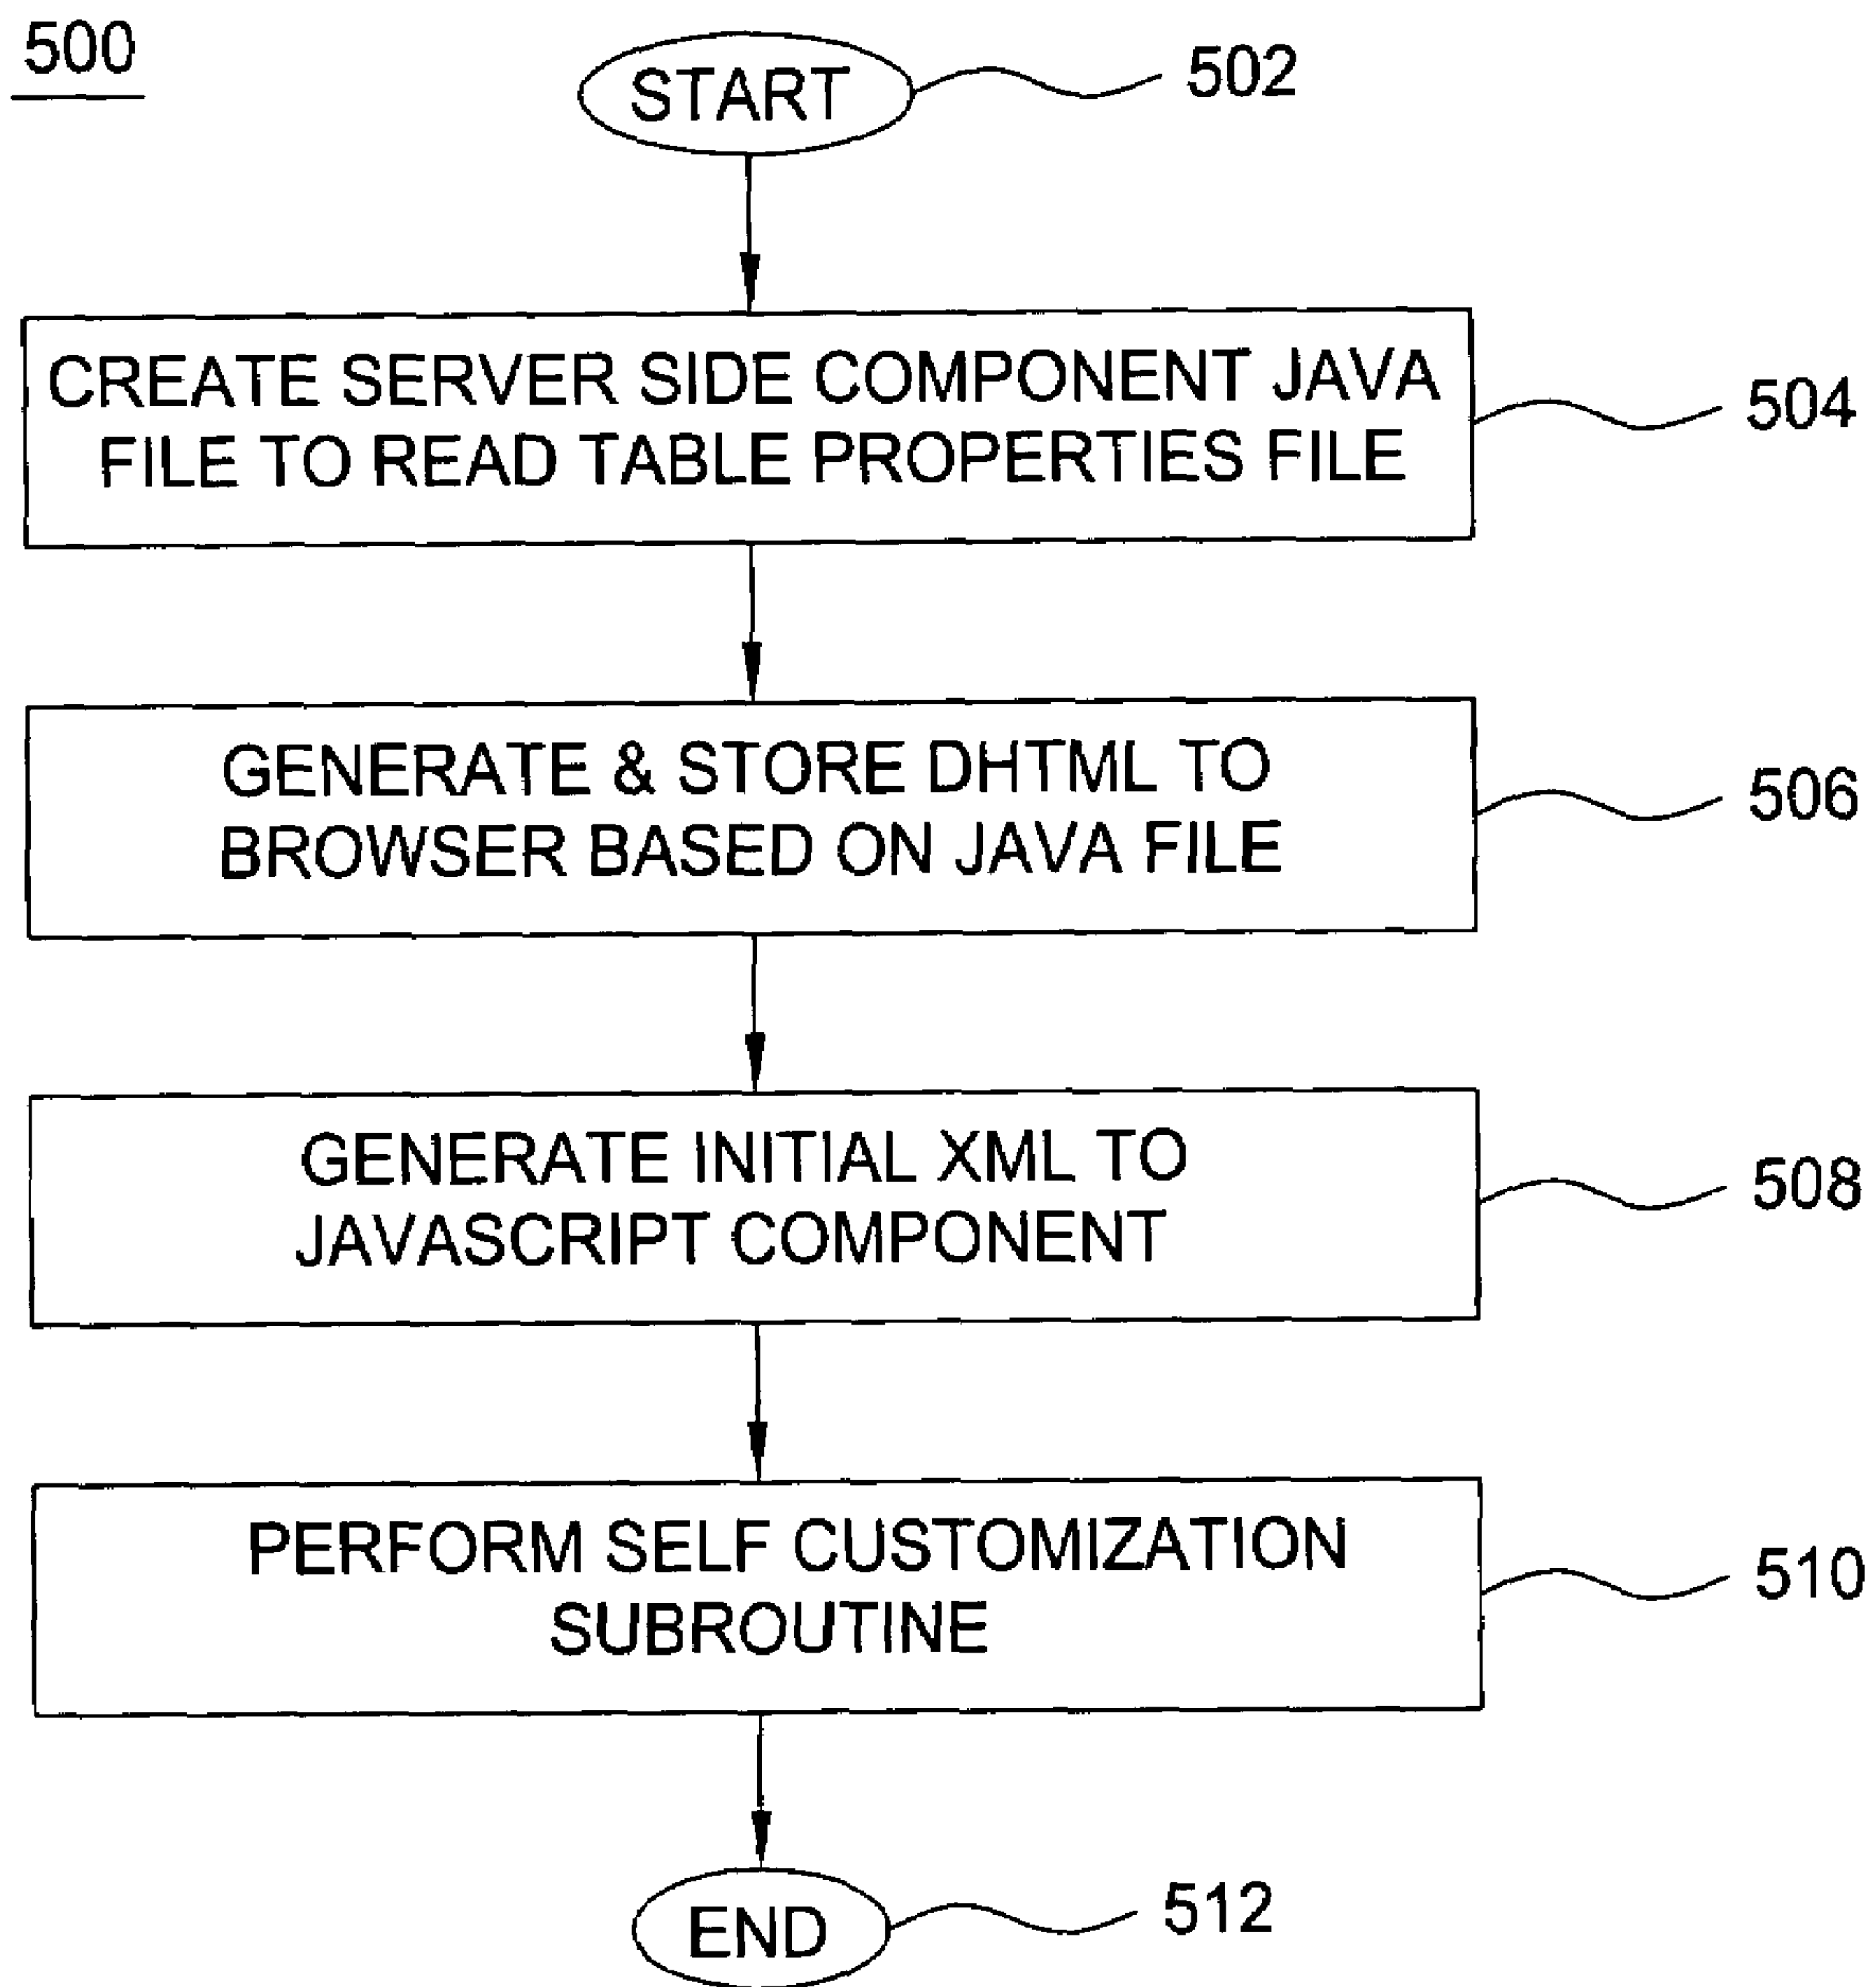 500
START
502
CREATE SERVER SIDE COMPONENT JAVA
FILE TO READ TABLE PROPERTIES FILE
504
GENERATE & STORE DHTML TO
BROWSER BASED ON JAVA FILE
506
GENERATE INITIAL XML TO
JAVASCRIPT COMPONENT
508
PERFORM SELF CUSTOMIZATION
SUBROUTINE
510
END
512